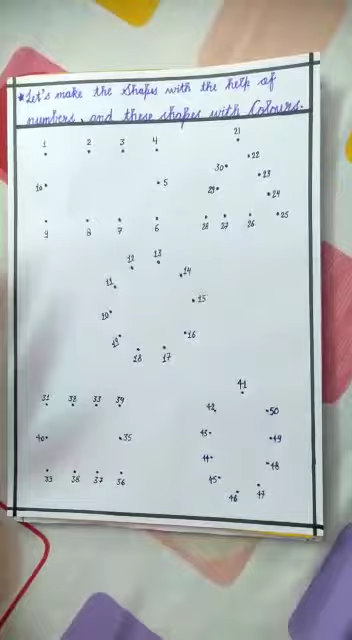 *Let's make the Shapes with the help of
numbers, and these shapes with Colours.
1 2 3 4
10 5
9 8 7 6
21
30 22
29 23
24
28 27 26 25
12 13
11 14
20 15
19 16
18 17
31 32 33 34
40 35
39 38 37 36
41
42 50
43 49
44 48
45 46 47